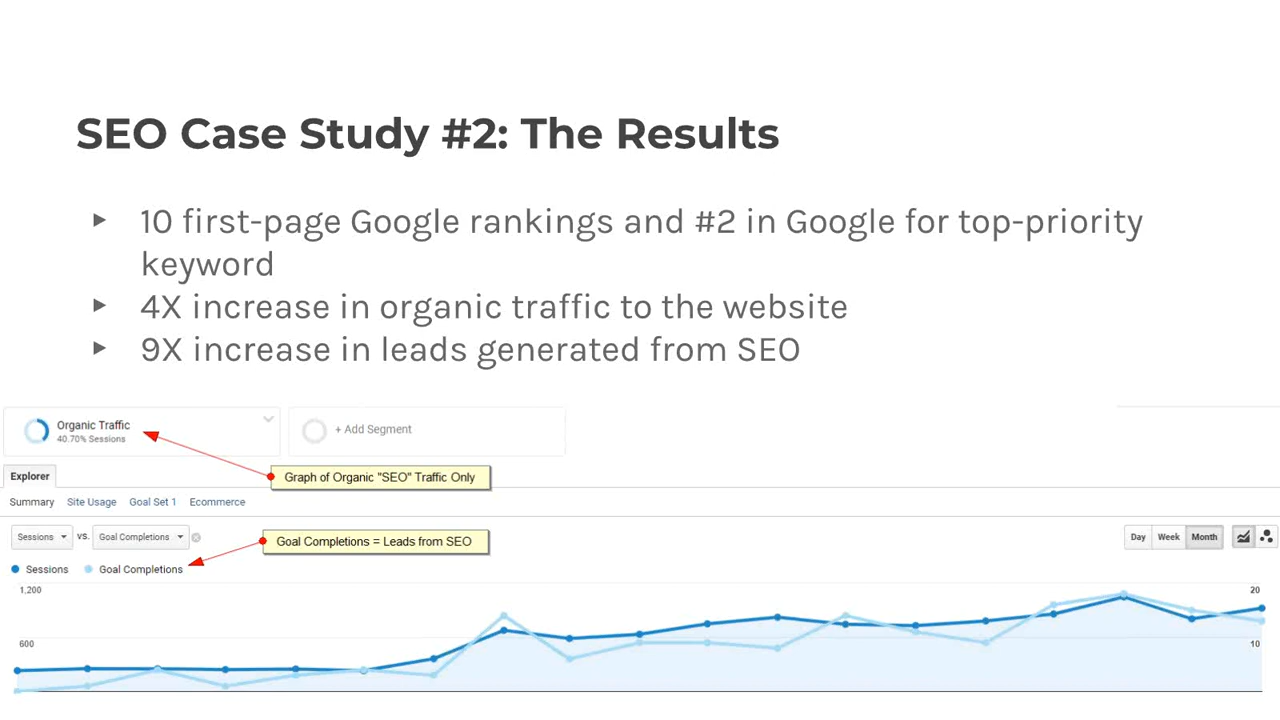 SEO Case Study #2: The Results
▸ 10 first-page Google rankings and #2 in Google for top-priority
keyword
▸ 4X increase in organic traffic to the website
▸ 9X increase in leads generated from SEO
Organic Traffic
40.70% Sessions
+ Add Segment
Graph of Organic "SEO" Traffic Only
Explorer
Summary Site Usage Goal Set 1 Ecommerce
Sessions vs. Goal Completions
Goal Completions = Leads from SEO
Day Week Month
Sessions Goal Completions
1,200 20
600 10